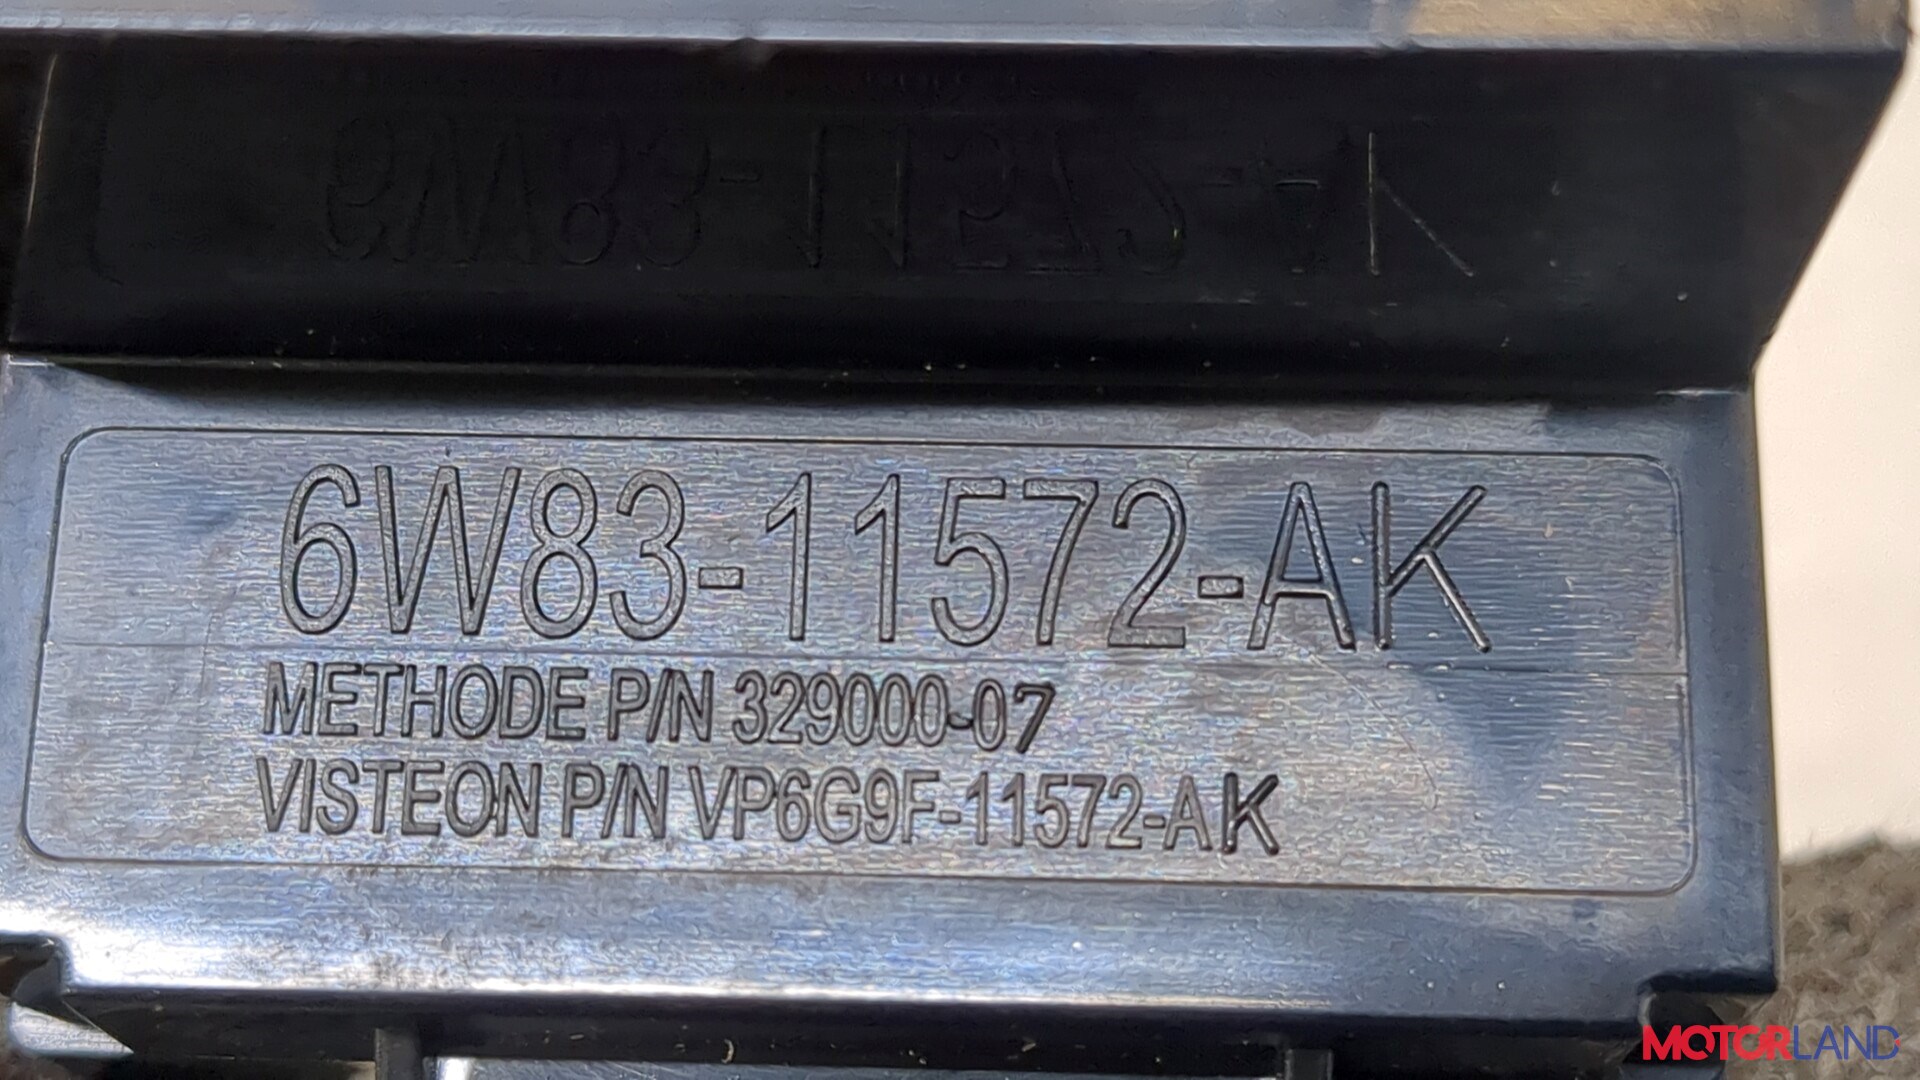 6W83-11572-AK
METHODE P/N 329000-07
VISTEON P/N VP6G9F-11572-AK
MOTORLAND